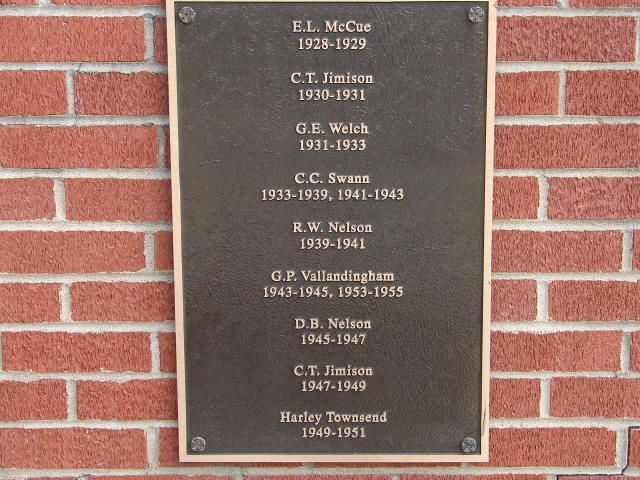 E.L. McCue
1928-1929
C.T. Jimison
1930-1931
G.E. Welch
1931-1933
C.C. Swann
1933-1939, 1941-1943
R.W. Nelson
1939-1941
G.P. Vallandingham
1943-1945, 1953-1955
D.B. Nelson
1945-1947
C.T. Jimison
1947-1949
Harley Townsend
1949-1951